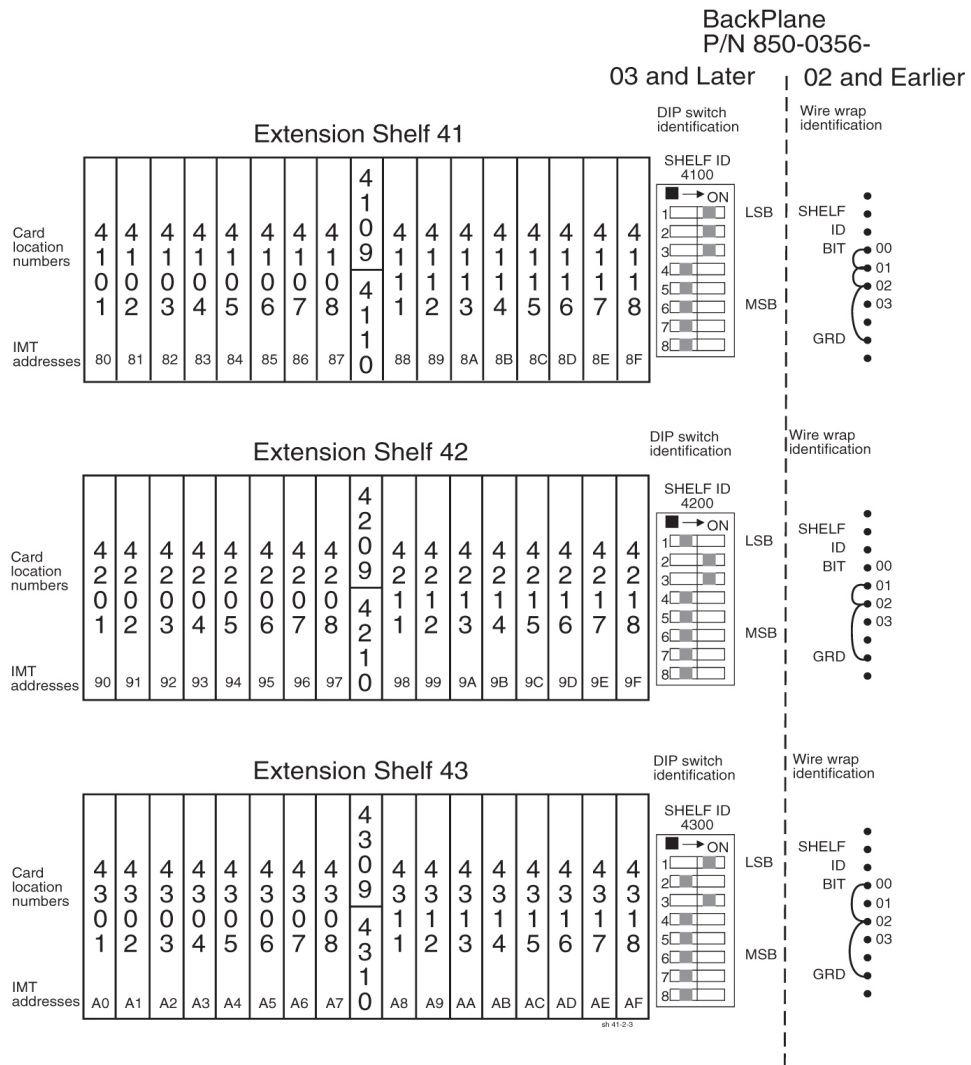 BackPlane
P/N 850-0356-
03 and Later
02 and Earlier
Extension Shelf 41
DIP switch
identification
Wire wrap
identification
SHELF ID
4100
ON
1
2
3
4
5
6
7
8
LSB
MSB
SHELF
ID
BIT
00
01
02
03
GRD
Card
location
numbers
4101 4102 4103 4104 4105 4106 4107 4108 4109 4110 4111 4112 4113 4114 4115 4116 4117 4118
IMT
addresses
80 81 82 83 84 85 86 87 88 89 8A 8B 8C 8D 8E 8F
Extension Shelf 42
DIP switch
identification
Wire wrap
identification
SHELF ID
4200
ON
1
2
3
4
5
6
7
8
LSB
MSB
SHELF
ID
BIT
00
01
02
03
GRD
Card
location
numbers
4201 4202 4203 4204 4205 4206 4207 4208 4209 4210 4211 4212 4213 4214 4215 4216 4217 4218
IMT
addresses
90 91 92 93 94 95 96 97 98 99 9A 9B 9C 9D 9E 9F
Extension Shelf 43
DIP switch
identification
Wire wrap
identification
SHELF ID
4300
ON
1
2
3
4
5
6
7
8
LSB
MSB
SHELF
ID
BIT
00
01
02
03
GRD
Card
location
numbers
4301 4302 4303 4304 4305 4306 4307 4308 4309 4310 4311 4312 4313 4314 4315 4316 4317 4318
IMT
addresses
A0 A1 A2 A3 A4 A5 A6 A7 A8 A9 AA AB AC AD AE AF
sh 41-2-3